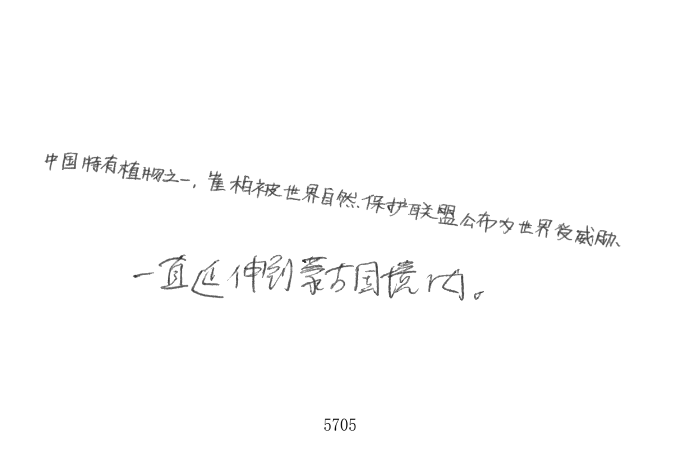 中国特有植物之一，崖柏被世界自然保护联盟公布为世界受威胁、
一直延伸到蒙古国境内。
5705